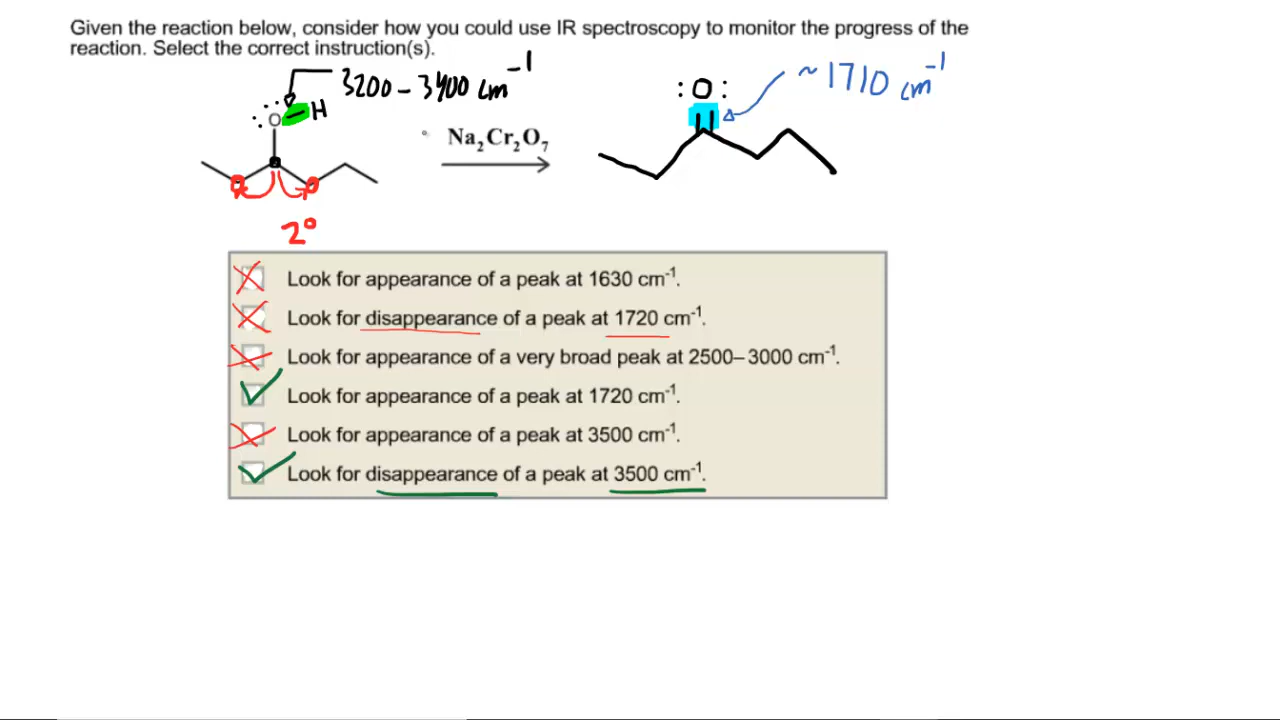 Given the reaction below, consider how you could use IR spectroscopy to monitor the progress of the
reaction. Select the correct instruction(s).
3200 – 3400 cm⁻¹
:O:
~1710 cm⁻¹
O – H
Na₂Cr₂O₇
2°
Look for appearance of a peak at 1630 cm⁻¹.
Look for disappearance of a peak at 1720 cm⁻¹.
Look for appearance of a very broad peak at 2500–3000 cm⁻¹.
Look for appearance of a peak at 1720 cm⁻¹.
Look for appearance of a peak at 3500 cm⁻¹.
Look for disappearance of a peak at 3500 cm⁻¹.